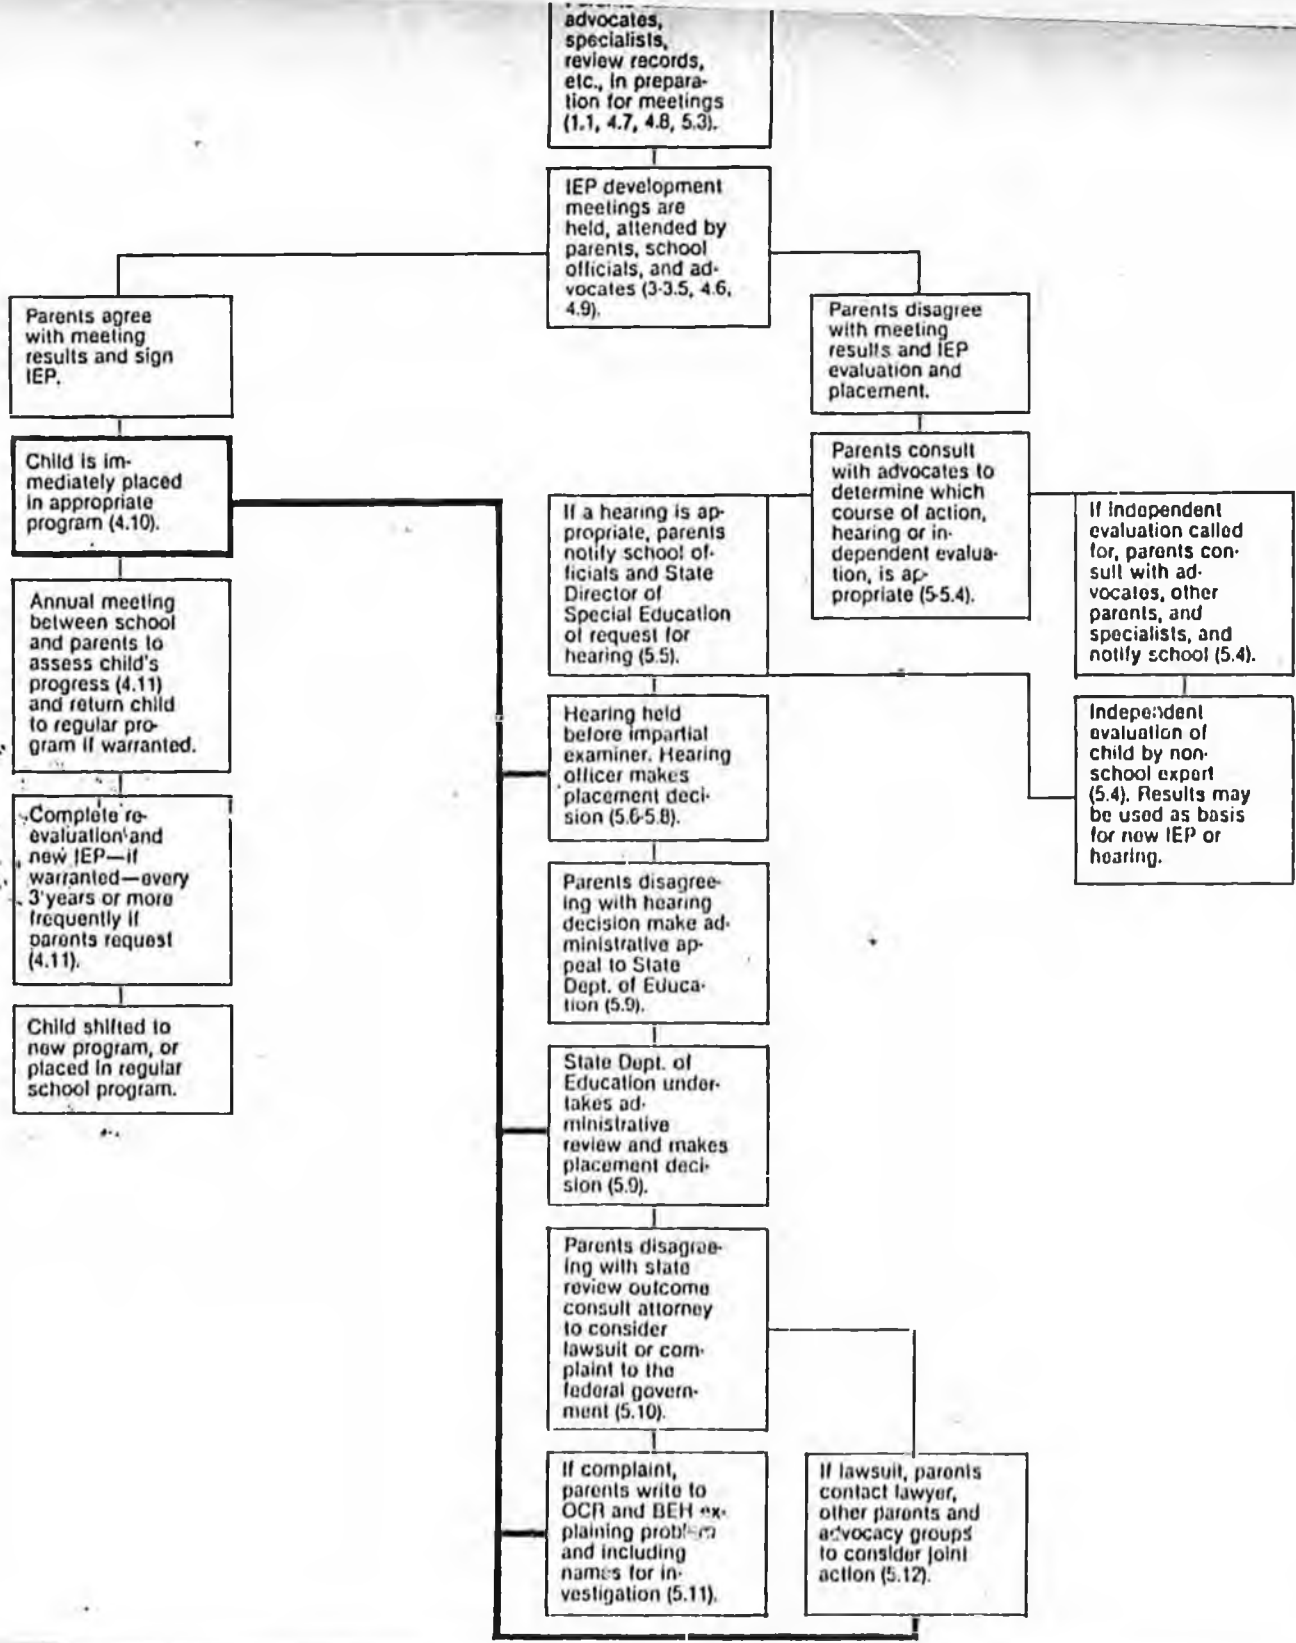 advocates,
specialists,
review records,
etc., in prepara-
tion for meetings
(1.1, 4.7, 4.8, 5.3).
IEP development
meetings are
held, attended by
parents, school
officials, and ad-
vocates (3-3.5, 4.6,
4.9).
Parents agree
with meeting
results and sign
IEP.
Child is im-
mediately placed
in appropriate
program (4.10).
Annual meeting
between school
and parents to
assess child's
progress (4.11)
and return child
to regular pro-
gram if warranted.
Complete re-
evaluation and
new IEP—if
warranted—every
3 years or more
frequently if
parents request
(4.11).
Child shifted to
new program, or
placed in regular
school program.
Parents disagree
with meeting
results and IEP
evaluation and
placement.
Parents consult
with advocates to
determine which
course of action,
hearing or in-
dependent evalua-
tion, is ap-
propriate (5-5.4).
If a hearing is ap-
propriate, parents
notify school of-
ficials and State
Director of
Special Education
of request for
hearing (5.5).
Hearing held
before impartial
examiner. Hearing
officer makes
placement deci-
sion (5.6-5.8).
Parents disagree-
ing with hearing
decision make ad-
ministrative ap-
peal to State
Dept. of Educa-
tion (5.9).
State Dept. of
Education under-
takes ad-
ministrative
review and makes
placement deci-
sion (5.9).
Parents disagree-
ing with state
review outcome
consult attorney
to consider
lawsuit or com-
plaint to the
federal govern-
ment (5.10).
If complaint,
parents write to
OCR and BEH ex-
plaining problem
and including
names for in-
vestigation (5.11).
If lawsuit, parents
contact lawyer,
other parents and
advocacy groups
to consider joint
action (5.12).
If independent
evaluation called
for, parents con-
sult with ad-
vocates, other
parents, and
specialists, and
notify school (5.4).
Independent
evaluation of
child by non-
school expert
(5.4). Results may
be used as basis
for new IEP or
hearing.